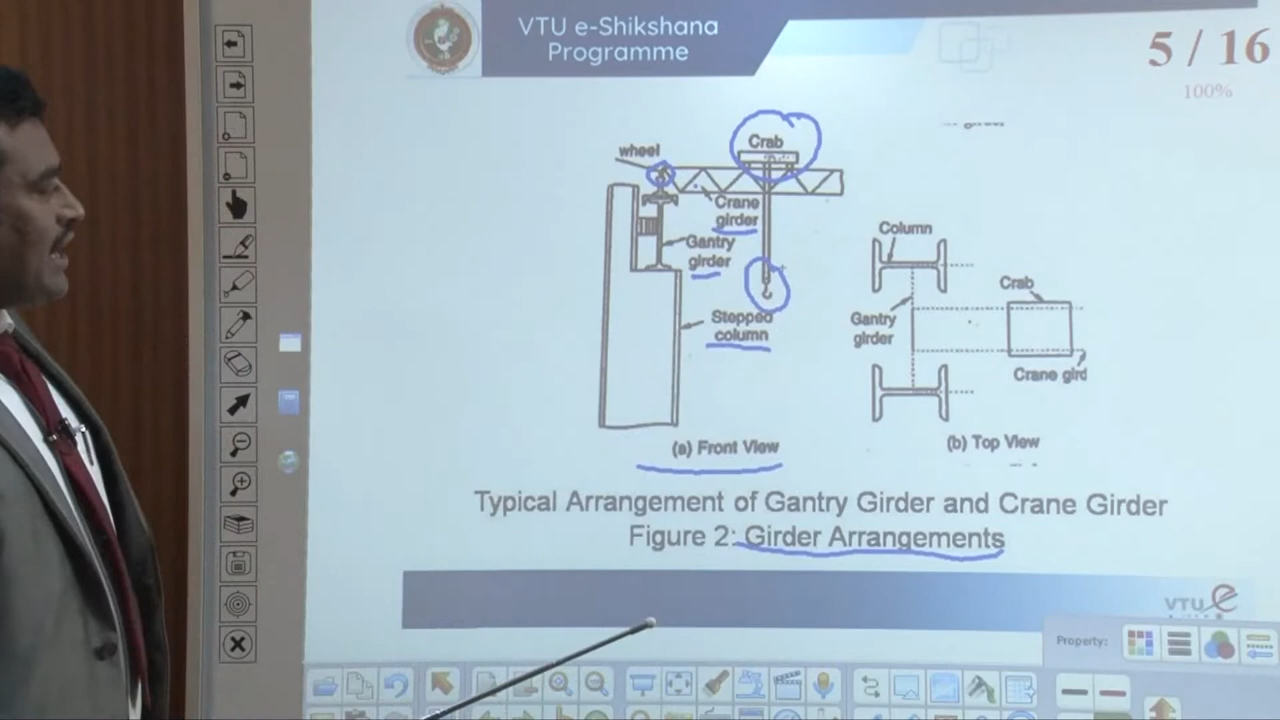 VTU e-Shikshana
Programme
5 / 16
100%
wheel
Crab
Crane
girder
Gantry
girder
Stepped
column
(a) Front View
Column
Crab
Gantry
girder
Crane gird
(b) Top View
Typical Arrangement of Gantry Girder and Crane Girder
Figure 2: Girder Arrangements
VTU e
Property: